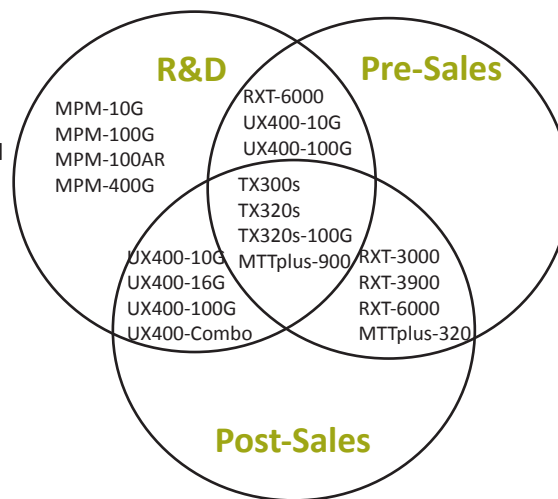 R&D
Pre-Sales
MPM-10G
MPM-100G
MPM-100AR
MPM-400G
RXT-6000
UX400-10G
UX400-100G
TX300s
TX320s
TX320s-100G
MTTplus-900
UX400-10G
UX400-16G
UX400-100G
UX400-Combo
RXT-3000
RXT-3900
RXT-6000
MTTplus-320
Post-Sales